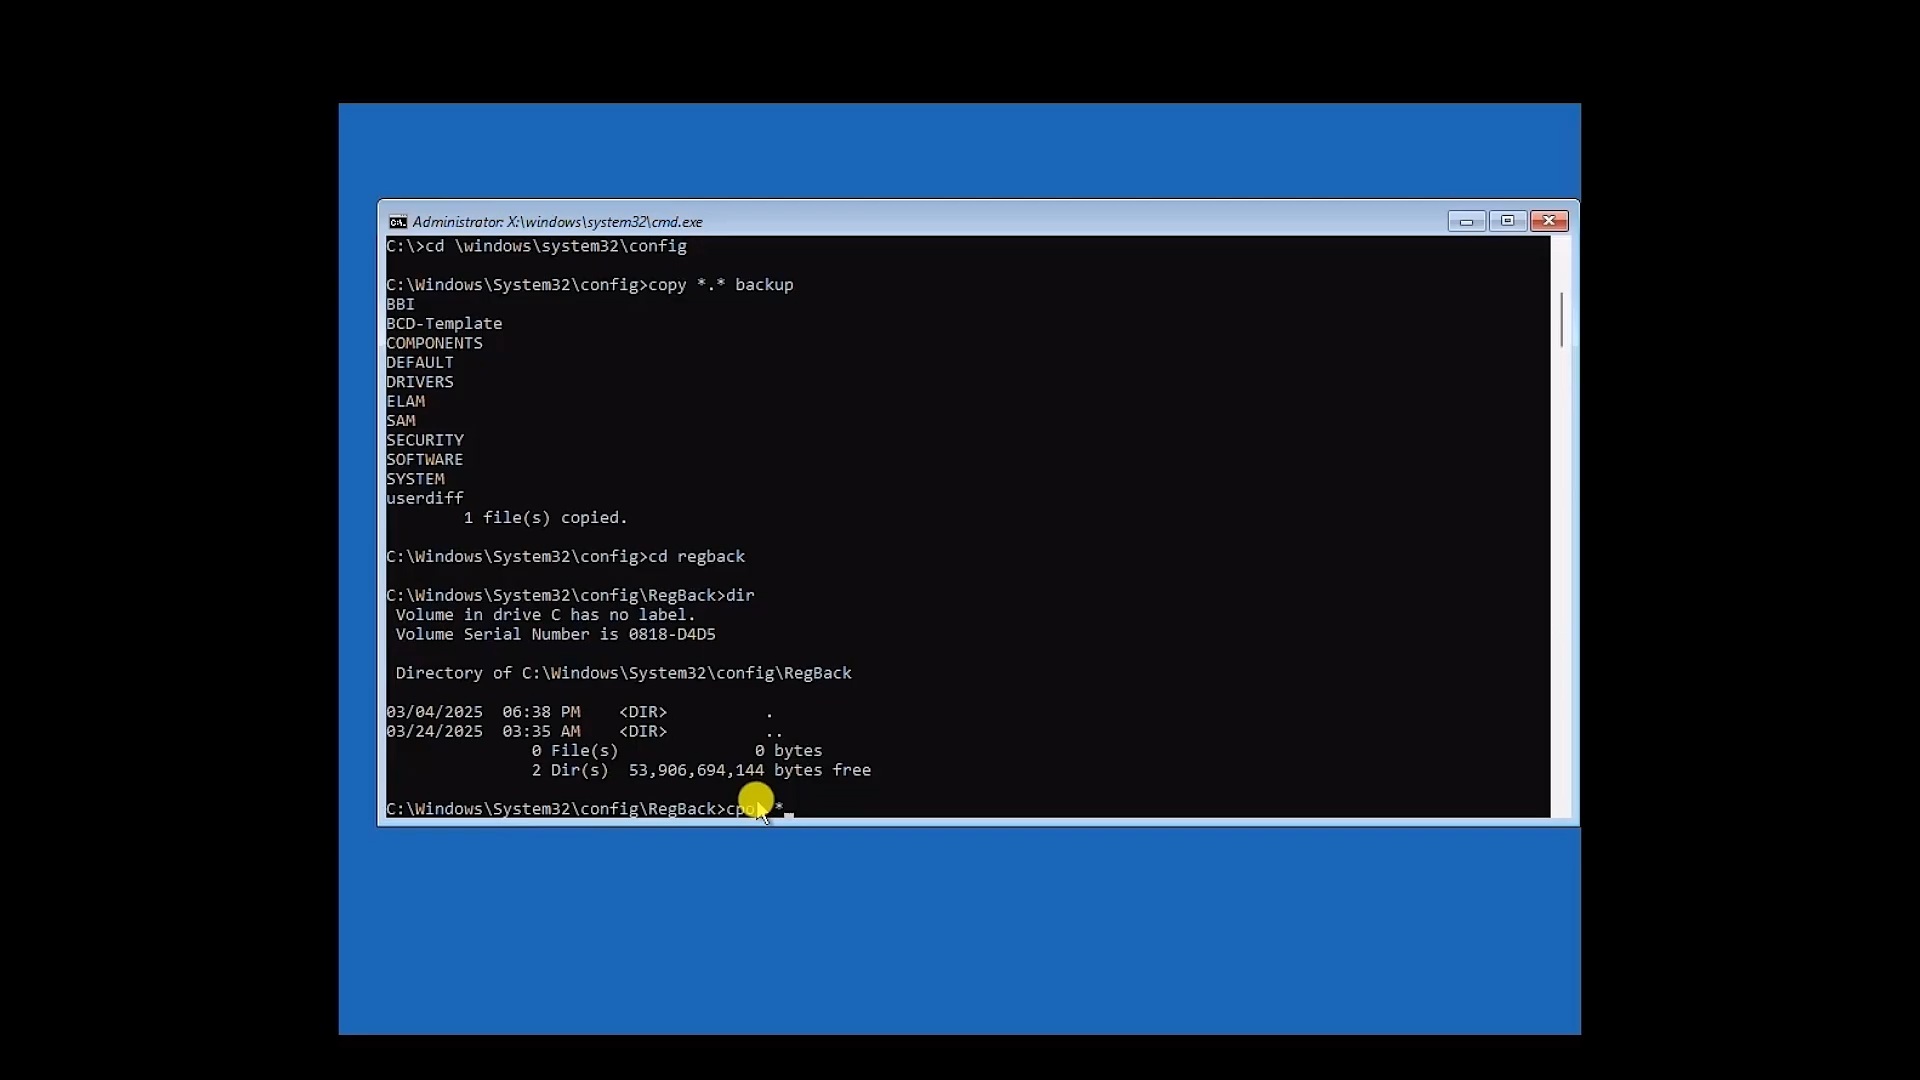 Administrator: X:\windows\system32\cmd.exe
C:\>cd \windows\system32\config
C:\Windows\System32\config>copy *.* backup
BBI
BCD-Template
COMPONENTS
DEFAULT
DRIVERS
ELAM
SAM
SECURITY
SOFTWARE
SYSTEM
userdiff
1 file(s) copied.
C:\Windows\System32\config>cd regback
C:\Windows\System32\config\RegBack>dir
Volume in drive C has no label.
Volume Serial Number is 0818-D4D5
Directory of C:\Windows\System32\config\RegBack
03/04/2025 06:38 PM <DIR> .
03/24/2025 03:35 AM <DIR> ..
0 File(s) 0 bytes
2 Dir(s) 53,906,694,144 bytes free
C:\Windows\System32\config\RegBack> *_